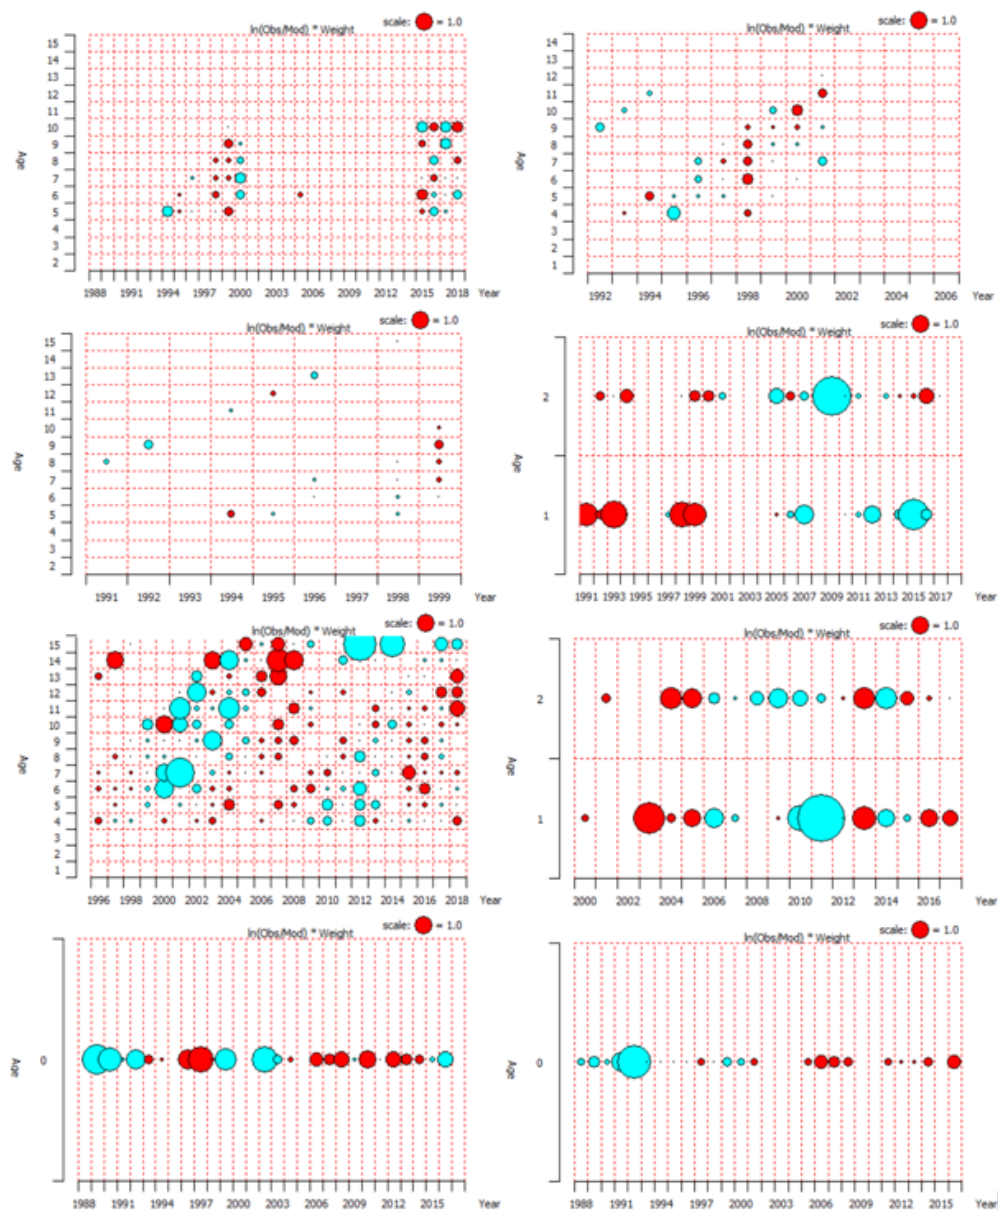 scale: = 1.0
ln(Obs/Mod) * Weight
15
14
13
12
11
10
9
8
7
6
5
4
3
2
Age
1988 1991 1994 1997 2000 2003 2006 2009 2012 2015 2018 Year
scale: = 1.0
ln(Obs/Mod) * Weight
14
13
12
11
10
9
8
7
6
5
4
3
2
1
Age
1992 1994 1996 1998 2000 2002 2004 2006 Year
scale: = 1.0
ln(Obs/Mod) * Weight
15
14
13
12
11
10
9
8
7
6
5
4
3
2
Age
1991 1992 1993 1994 1995 1996 1997 1998 1999 Year
scale: = 1.0
ln(Obs/Mod) * Weight
2
1
Age
1991 1993 1995 1997 1999 2001 2003 2005 2007 2009 2011 2013 2015 2017 Year
scale: = 1.0
ln(Obs/Mod) * Weight
15
14
13
12
11
10
9
8
7
6
5
4
3
2
1
Age
1996 1998 2000 2002 2004 2006 2008 2010 2012 2014 2016 2018 Year
scale: = 1.0
ln(Obs/Mod) * Weight
2
1
Age
2000 2002 2004 2006 2008 2010 2012 2014 2016 Year
scale: = 1.0
ln(Obs/Mod) * Weight
0
Age
1988 1991 1994 1997 2000 2003 2006 2009 2012 2015 Year
scale: = 1.0
ln(Obs/Mod) * Weight
0
Age
1988 1991 1994 1997 2000 2003 2006 2009 2012 2015 Year